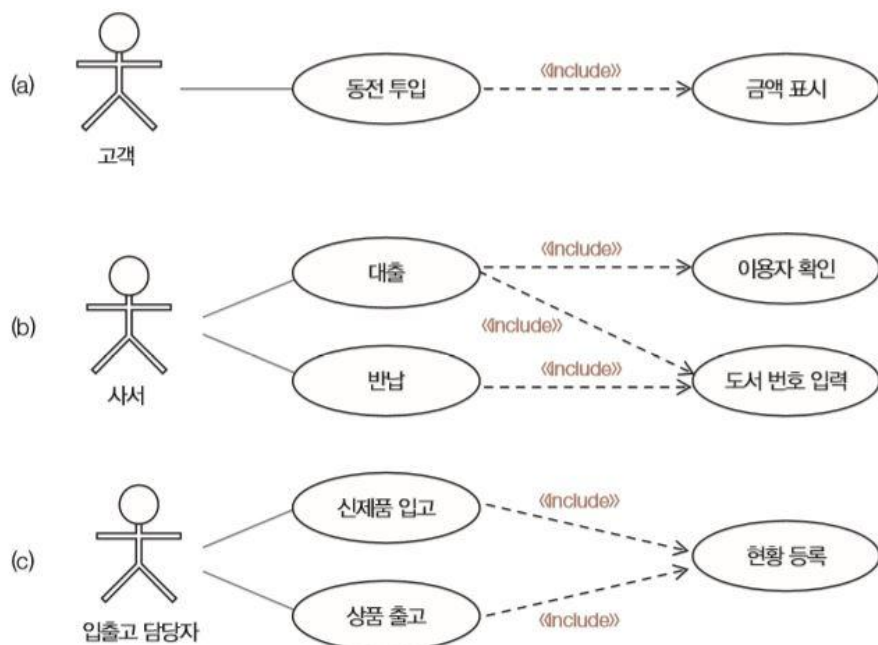 (a)
고객
동전 투입
《include》
금액 표시
(b)
사서
대출
《include》
이용자 확인
《include》
반납
《include》
도서 번호 입력
(c)
입출고 담당자
신제품 입고
《include》
현황 등록
상품 출고
《include》